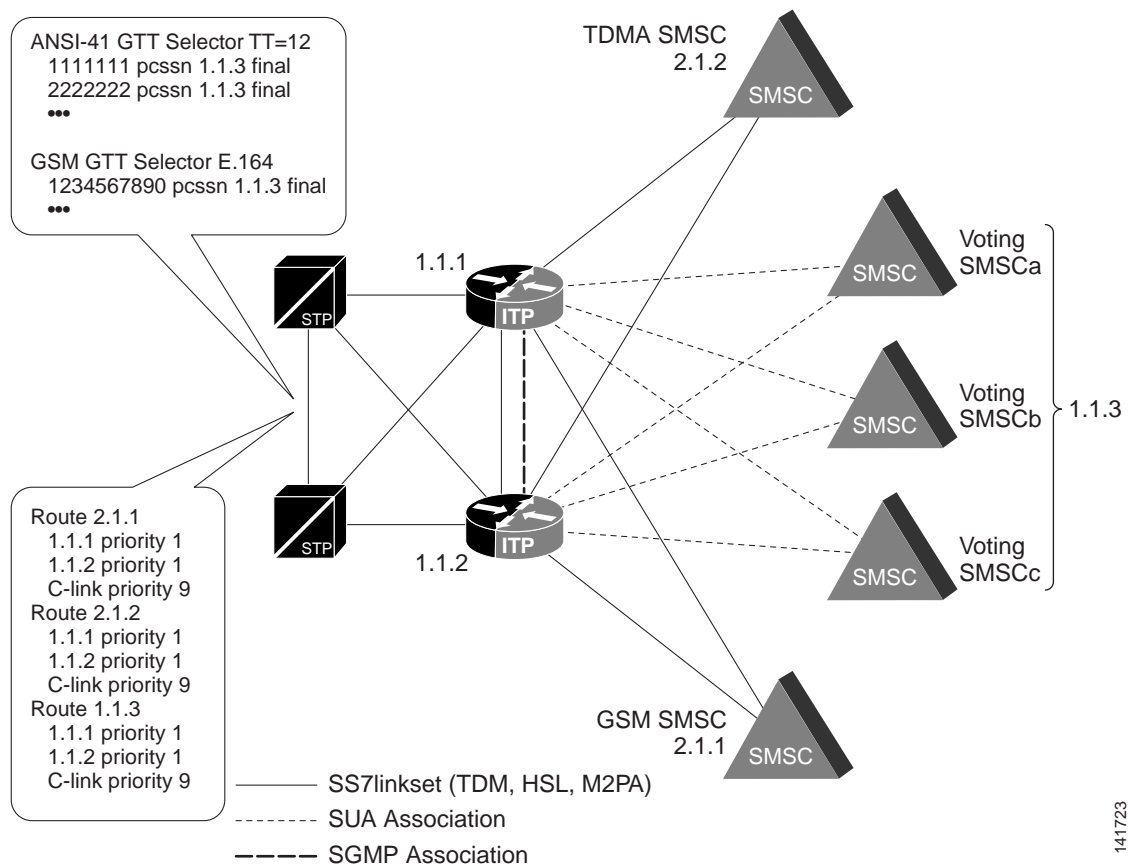 ANSI-41 GTT Selector TT=12
1111111 pcssn 1.1.3 final
2222222 pcssn 1.1.3 final
•••
GSM GTT Selector E.164
1234567890 pcssn 1.1.3 final
•••
TDMA SMSC
2.1.2
SMSC
1.1.1
STP
ITP
SMSC
Voting
SMSCa
SMSC
Voting
SMSCb
1.1.3
STP
ITP
1.1.2
SMSC
Voting
SMSCc
Route 2.1.1
1.1.1 priority 1
1.1.2 priority 1
C-link priority 9
Route 2.1.2
1.1.1 priority 1
1.1.2 priority 1
C-link priority 9
Route 1.1.3
1.1.1 priority 1
1.1.2 priority 1
C-link priority 9
GSM SMSC
2.1.1
SMSC
SS7linkset (TDM, HSL, M2PA)
SUA Association
SGMP Association
141723